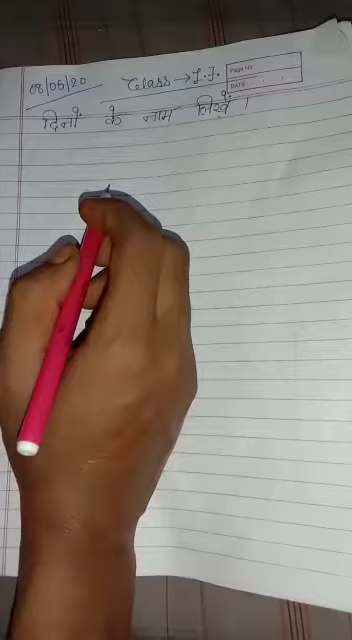 08/05/20 Class → I.I. Page No
DATE
दिनों के नाम लिखें ।